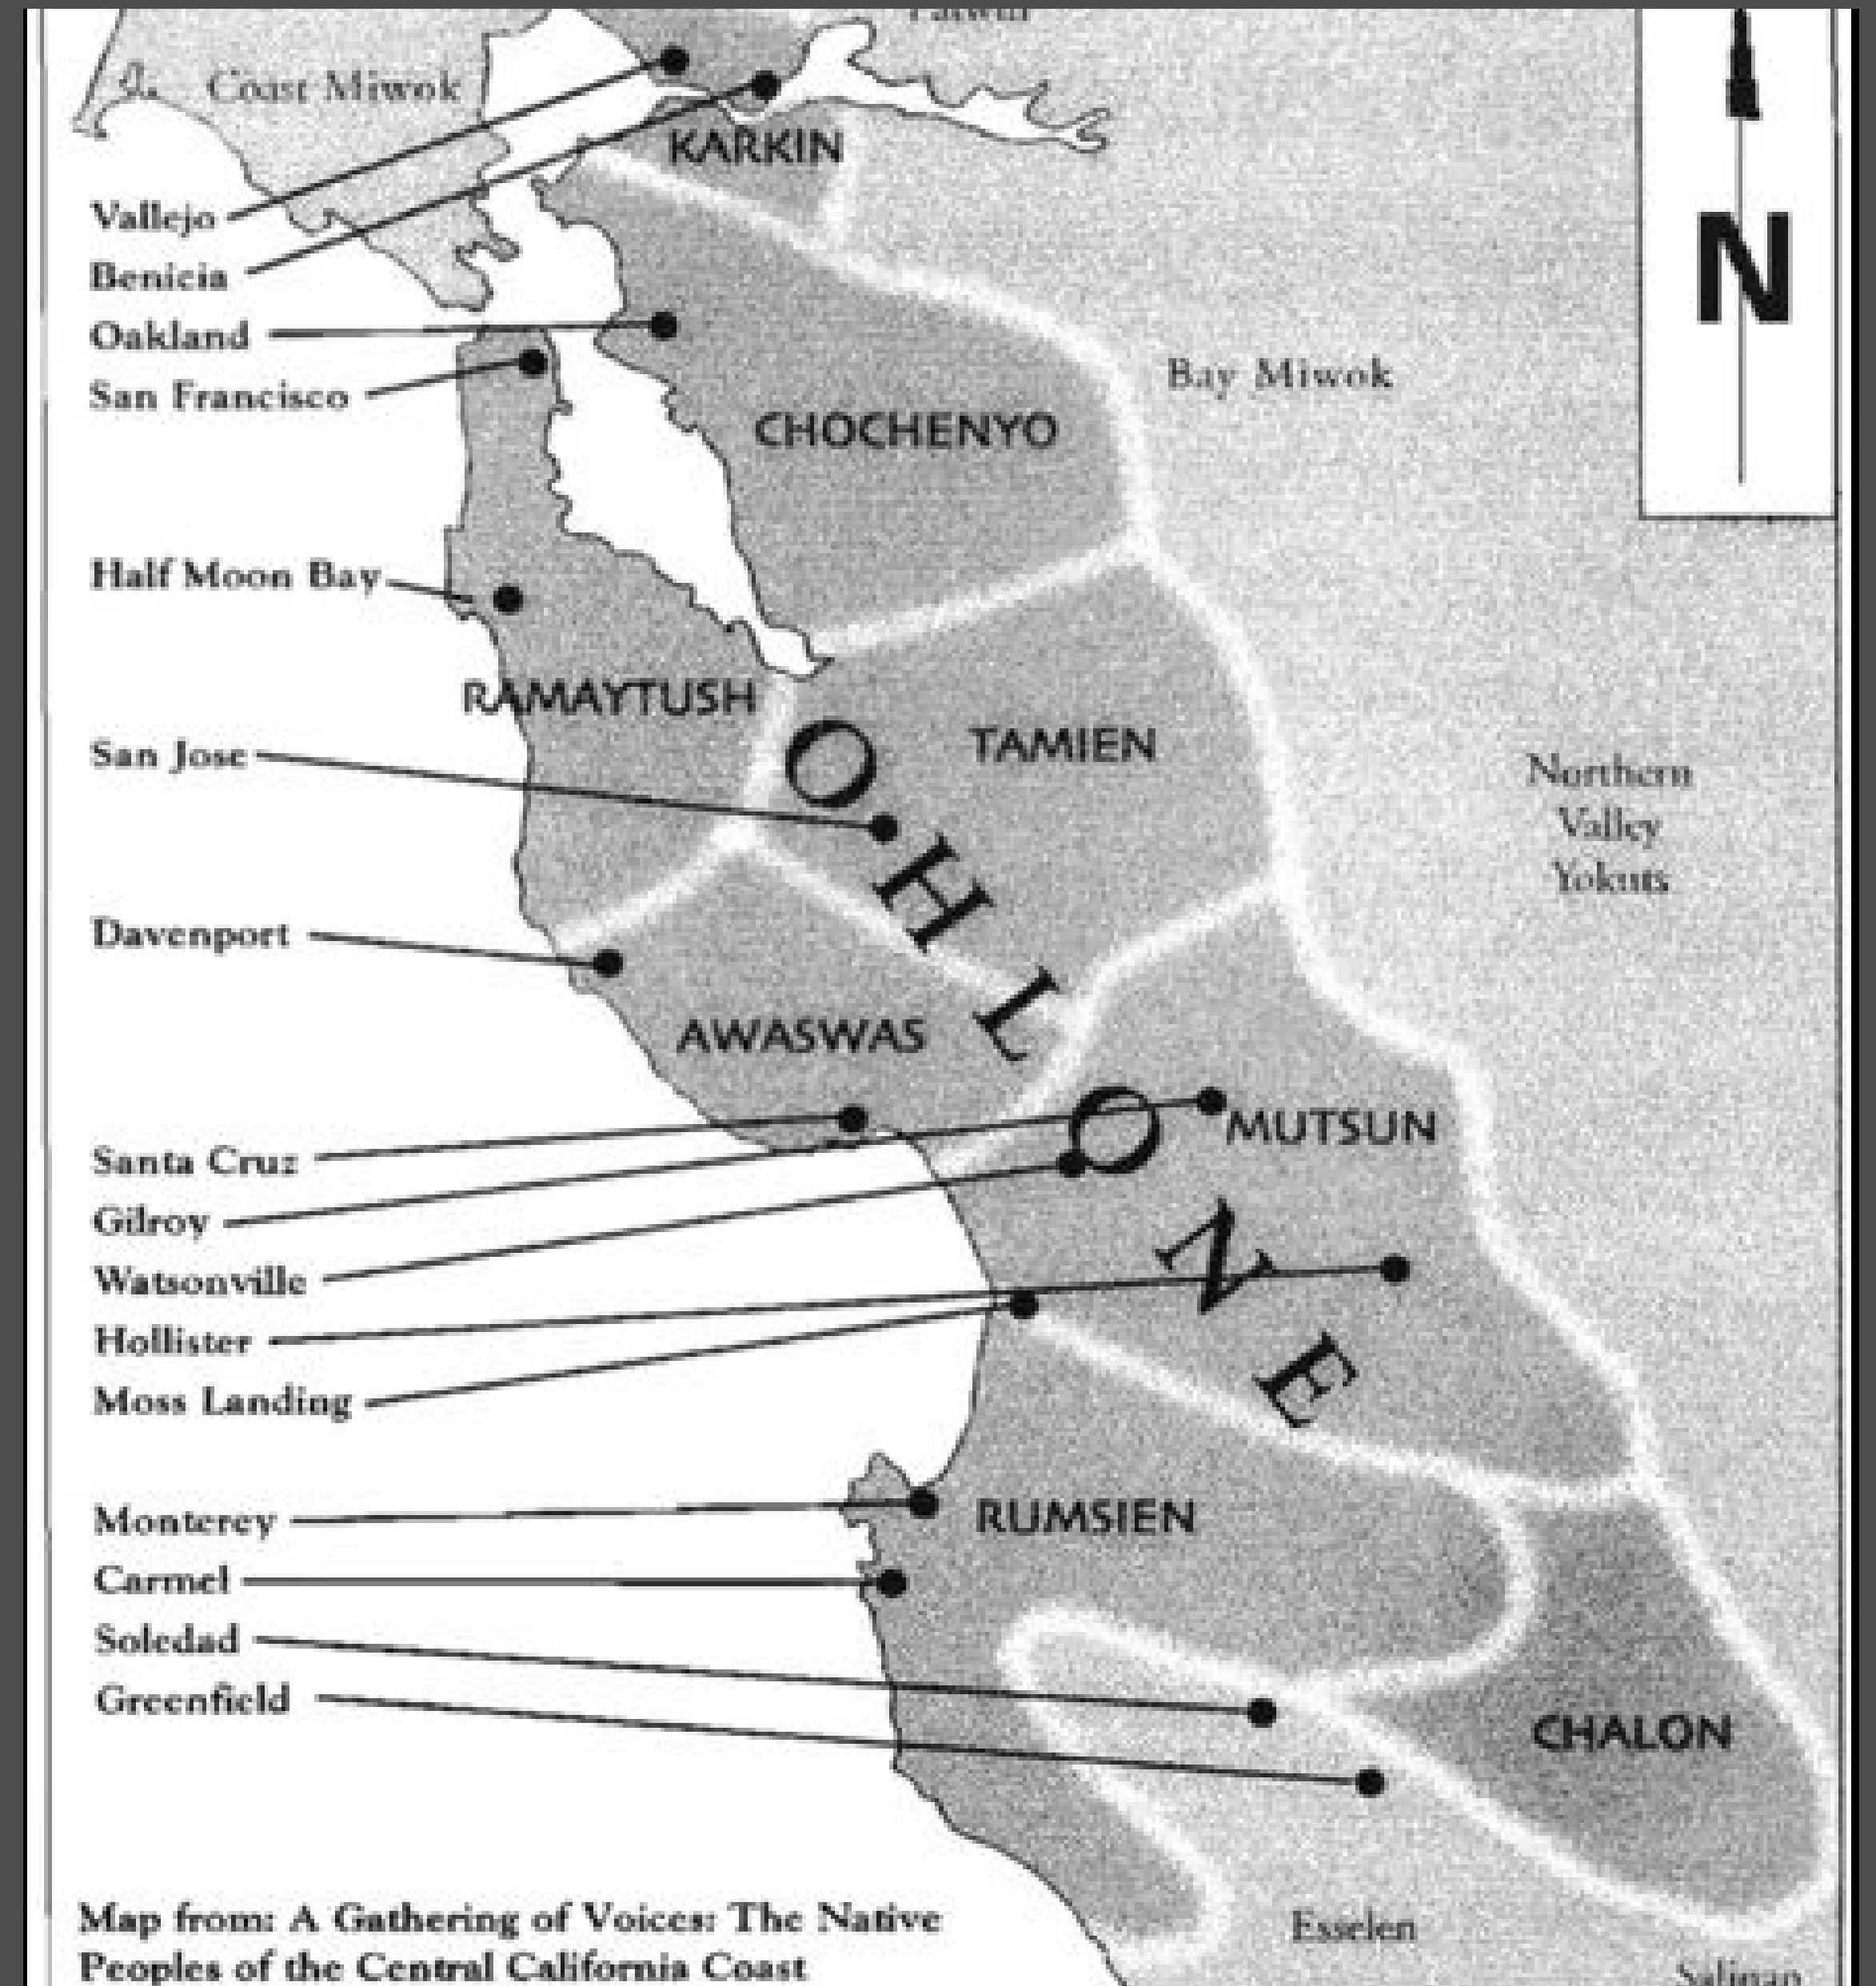 Patwin
Coast Miwok
KARKIN
Vallejo
Benicia
Oakland
San Francisco
N
Bay Miwok
CHOCHENYO
Half Moon Bay
RAMAYTUSH
San Jose
TAMIEN
OHLONE
Northern
Valley
Yokuts
Davenport
AWASWAS
Santa Cruz
MUTSUN
Gilroy
Watsonville
Hollister
Moss Landing
Monterey
RUMSIEN
Carmel
Soledad
Greenfield
CHALON
Esselen
Salinan
Map from: A Gathering of Voices: The Native
Peoples of the Central California Coast